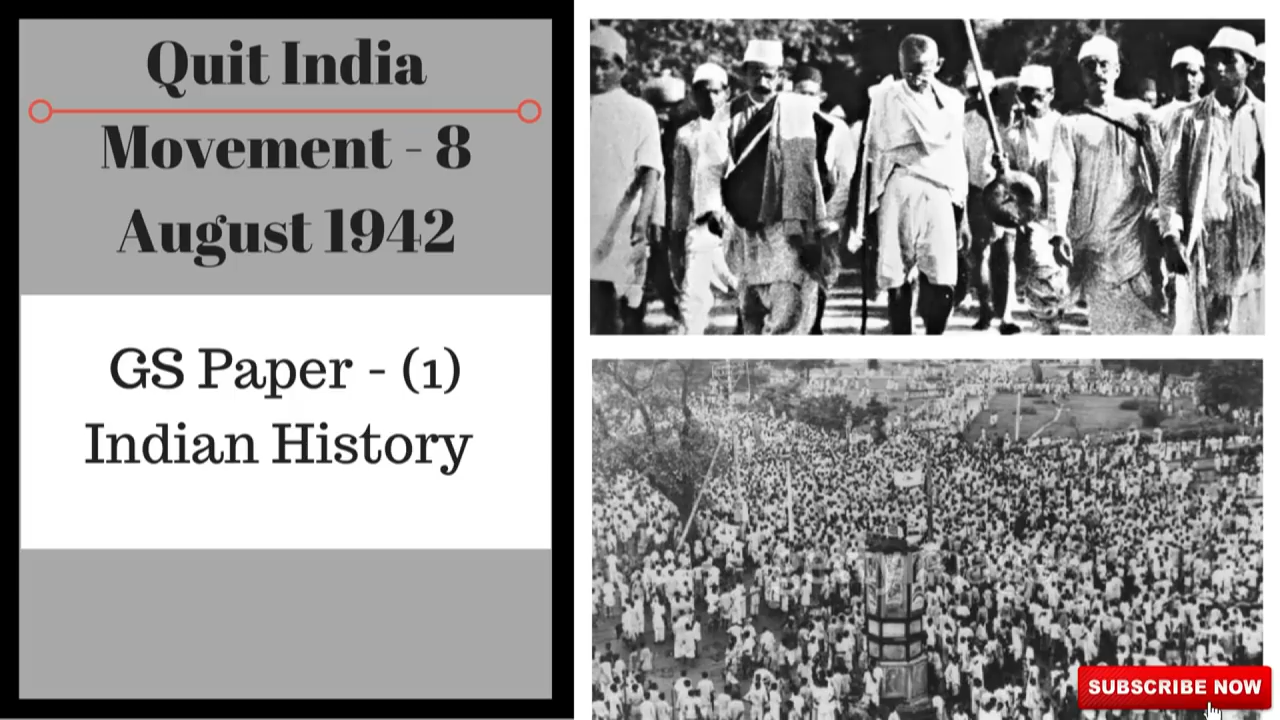 Quit India
Movement - 8
August 1942
GS Paper - (1)
Indian History
SUBSCRIBE NOW